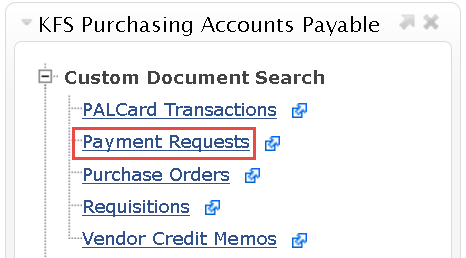 KFS Purchasing Accounts Payable
Custom Document Search
PALCard Transactions
Payment Requests
Purchase Orders
Requisitions
Vendor Credit Memos